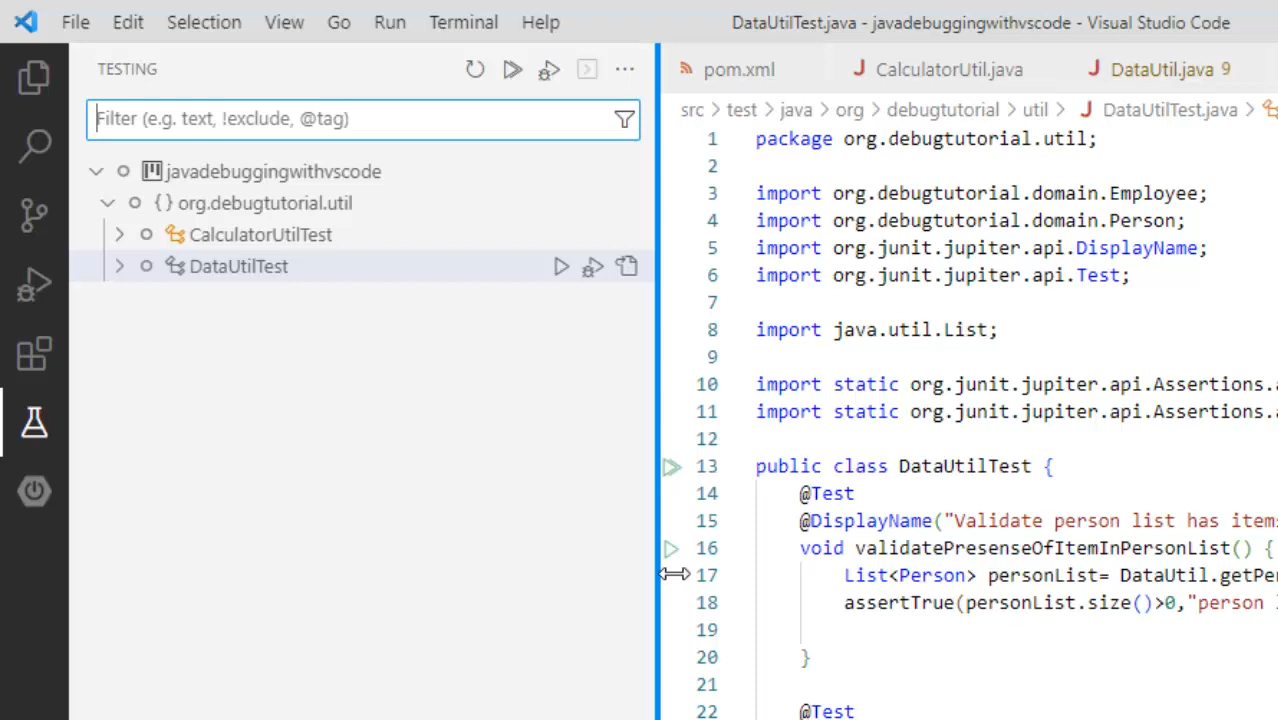 File Edit Selection View Go Run Terminal Help DataUtilTest.java - javadebuggingwithvscode - Visual Studio Code
TESTING
Filter (e.g. text, !exclude, @tag)
javadebuggingwithvscode
{} org.debugtutorial.util
CalculatorUtilTest
DataUtilTest
pom.xml J CalculatorUtil.java J DataUtil.java 9
src > test > java > org > debugtutorial > util > J DataUtilTest.java >
1 package org.debugtutorial.util;
2
3 import org.debugtutorial.domain.Employee;
4 import org.debugtutorial.domain.Person;
5 import org.junit.jupiter.api.DisplayName;
6 import org.junit.jupiter.api.Test;
7
8 import java.util.List;
9
10 import static org.junit.jupiter.api.Assertions.a
11 import static org.junit.jupiter.api.Assertions.a
12
13 public class DataUtilTest {
14 @Test
15 @DisplayName("Validate person list has items
16 void validatePresenseOfItemInPersonList() {
17 List<Person> personList= DataUtil.getPer
18 assertTrue(personList.size()>0,"person
19
20 }
21
22 @Test